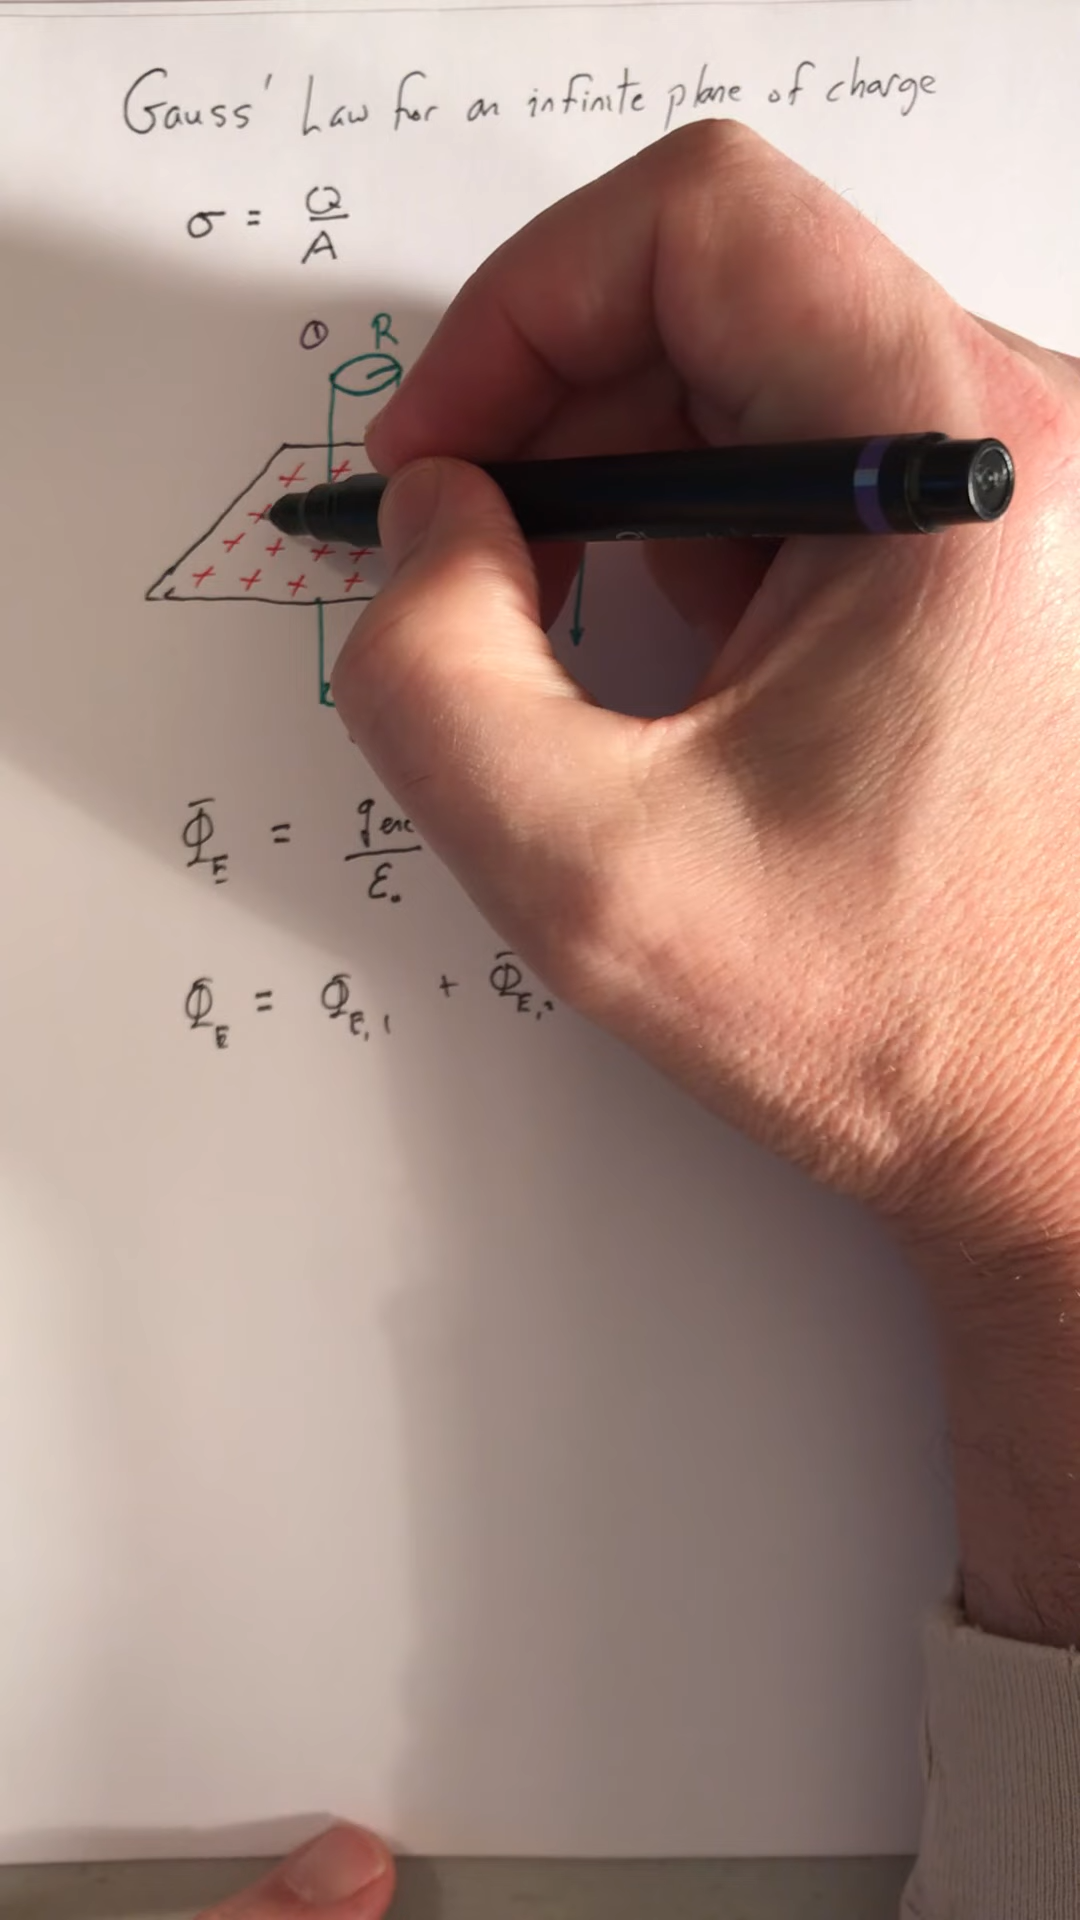 Gauss' Law for an infinite plane of charge
σ = Q/A
① R
+ +
+
+ + + +
+ + + +
Φ_E = q_enc/ε₀
Φ_E = Φ_E,1 + Φ_E,2